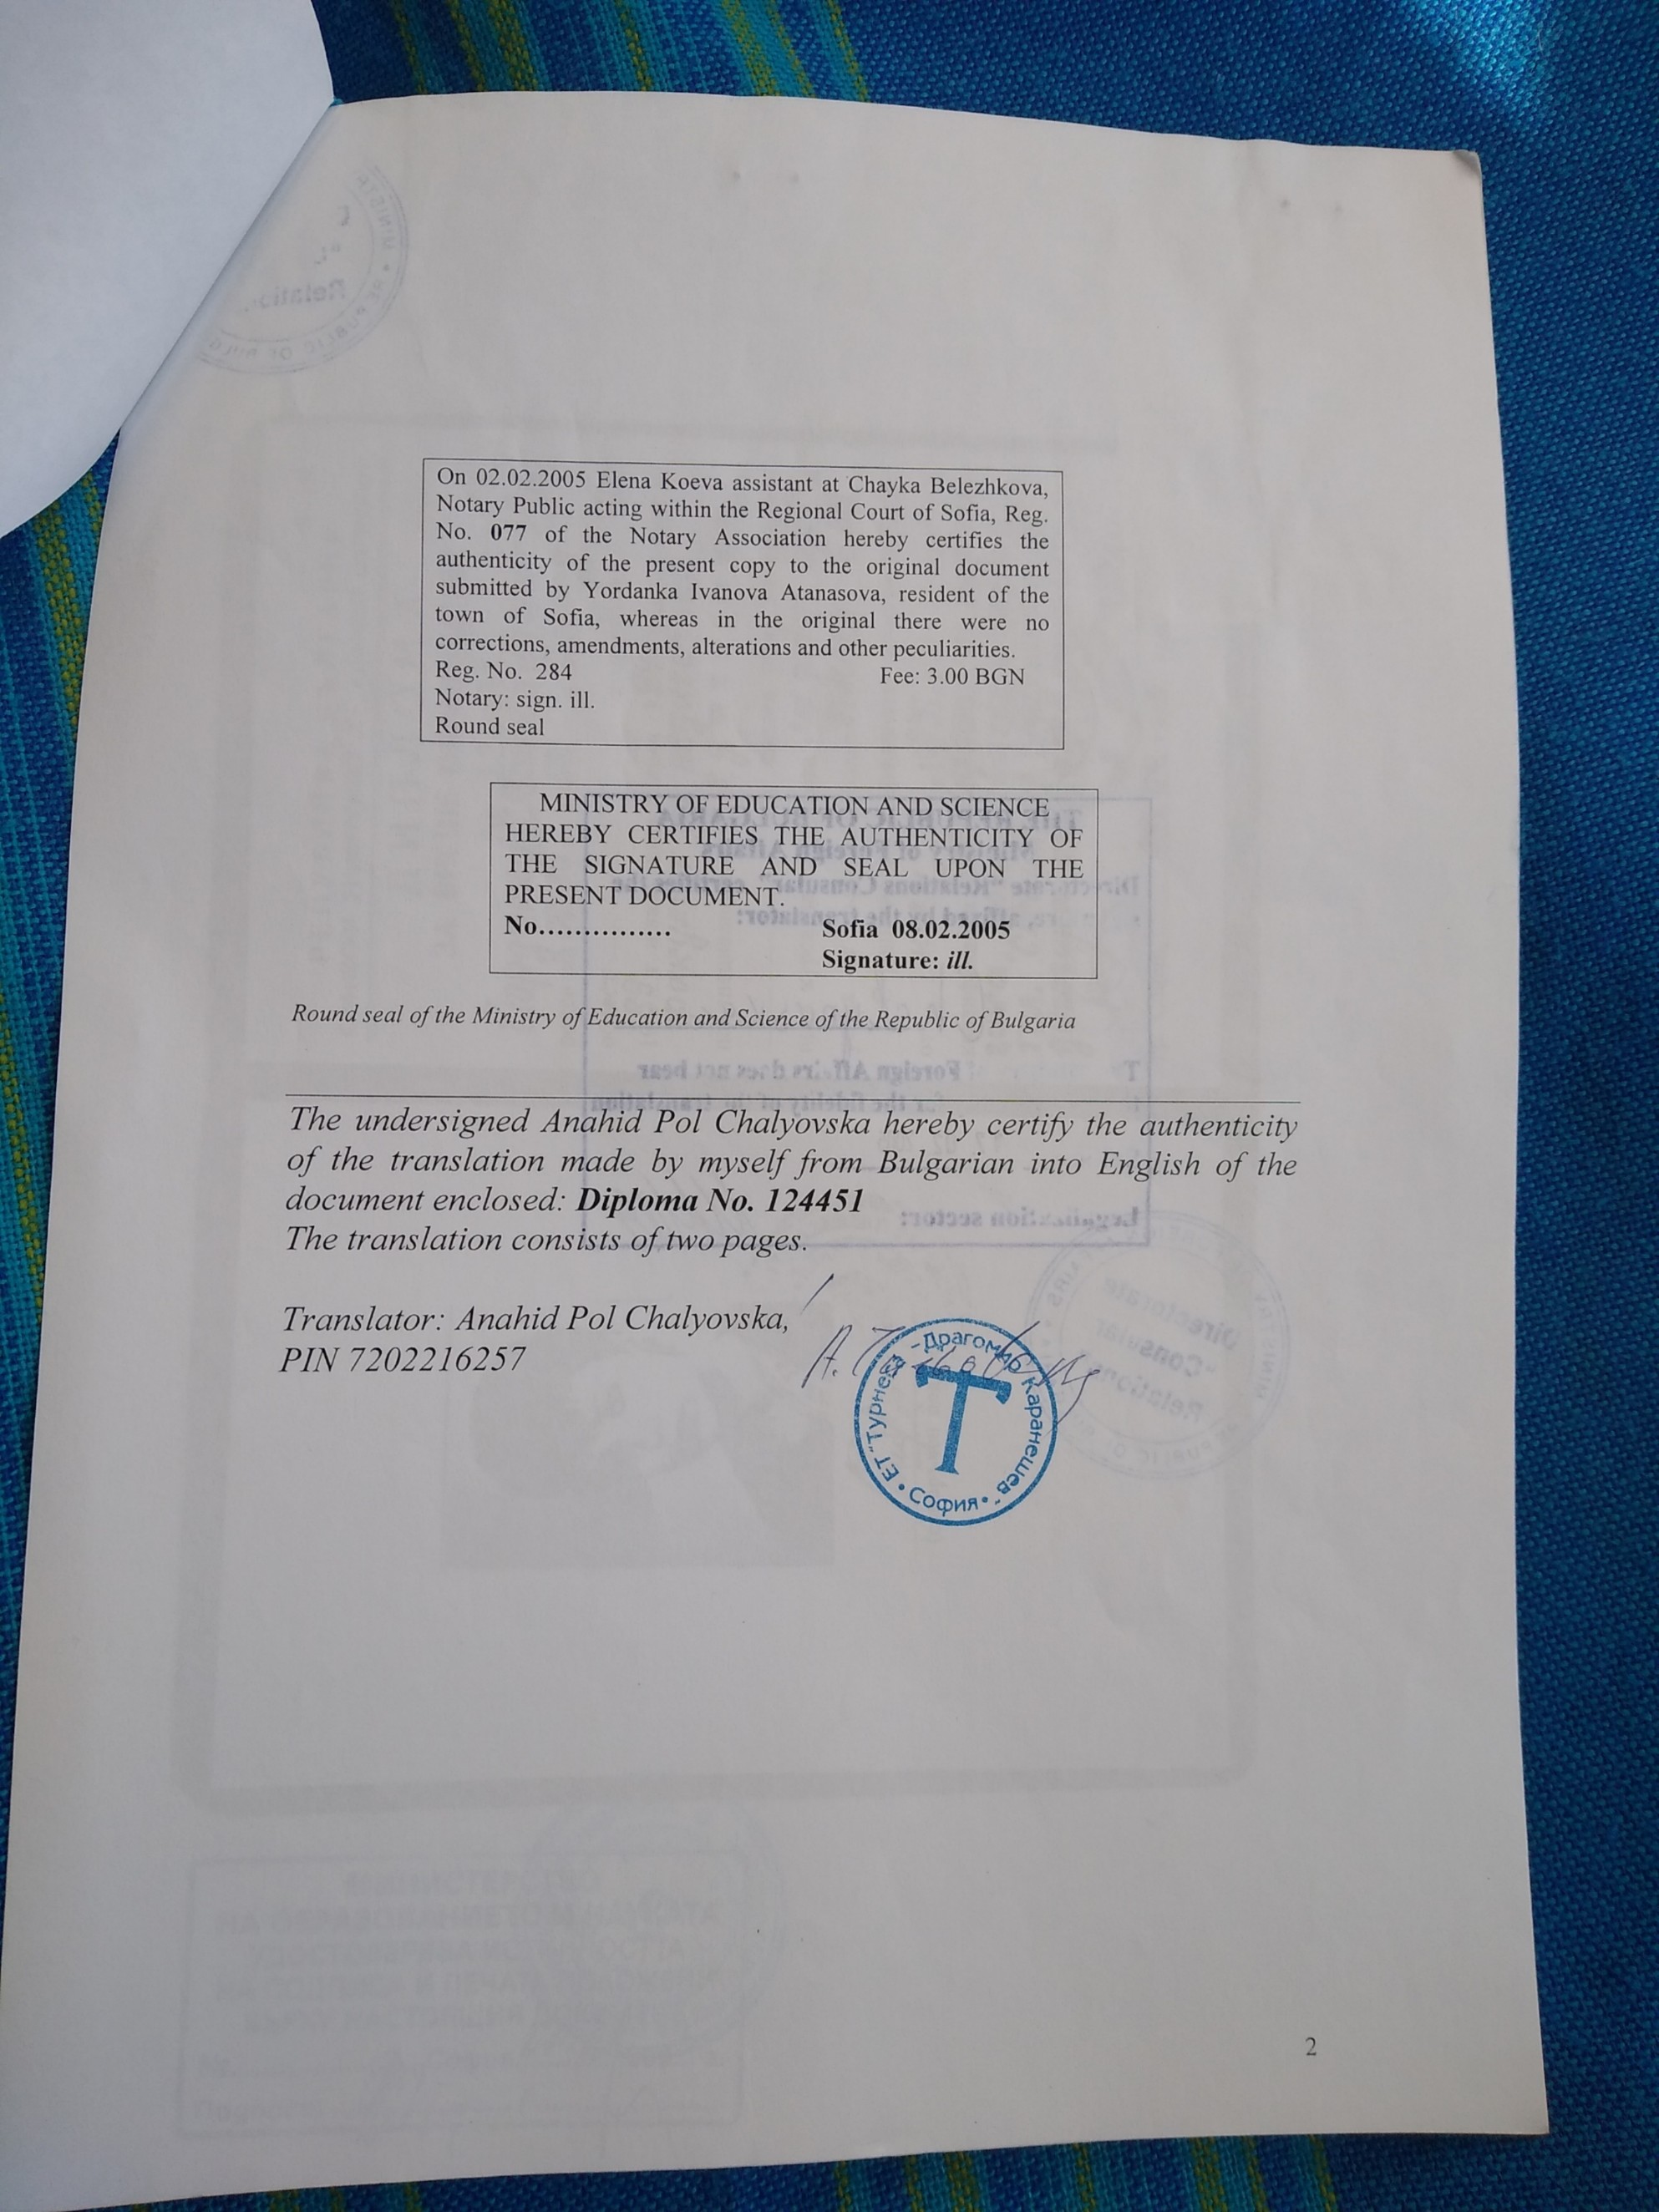 On 02.02.2005 Elena Koeva assistant at Chayka Belezhkova,
Notary Public acting within the Regional Court of Sofia, Reg.
No. 077 of the Notary Association hereby certifies the
authenticity of the present copy to the original document
submitted by Yordanka Ivanova Atanasova, resident of the
town of Sofia, whereas in the original there were no
corrections, amendments, alterations and other peculiarities.
Reg. No. 284 Fee: 3.00 BGN
Notary: sign. ill.
Round seal
MINISTRY OF EDUCATION AND SCIENCE
HEREBY CERTIFIES THE AUTHENTICITY OF
THE SIGNATURE AND SEAL UPON THE
PRESENT DOCUMENT.
No............... Sofia 08.02.2005
Signature: ill.
Round seal of the Ministry of Education and Science of the Republic of Bulgaria
The undersigned Anahid Pol Chalyovska hereby certify the authenticity
of the translation made by myself from Bulgarian into English of the
document enclosed: Diploma No. 124451
The translation consists of two pages.
Translator: Anahid Pol Chalyovska,
PIN 7202216257
ЕТ "Турнева - Драгомир Каранешев"
Т
• София •
2